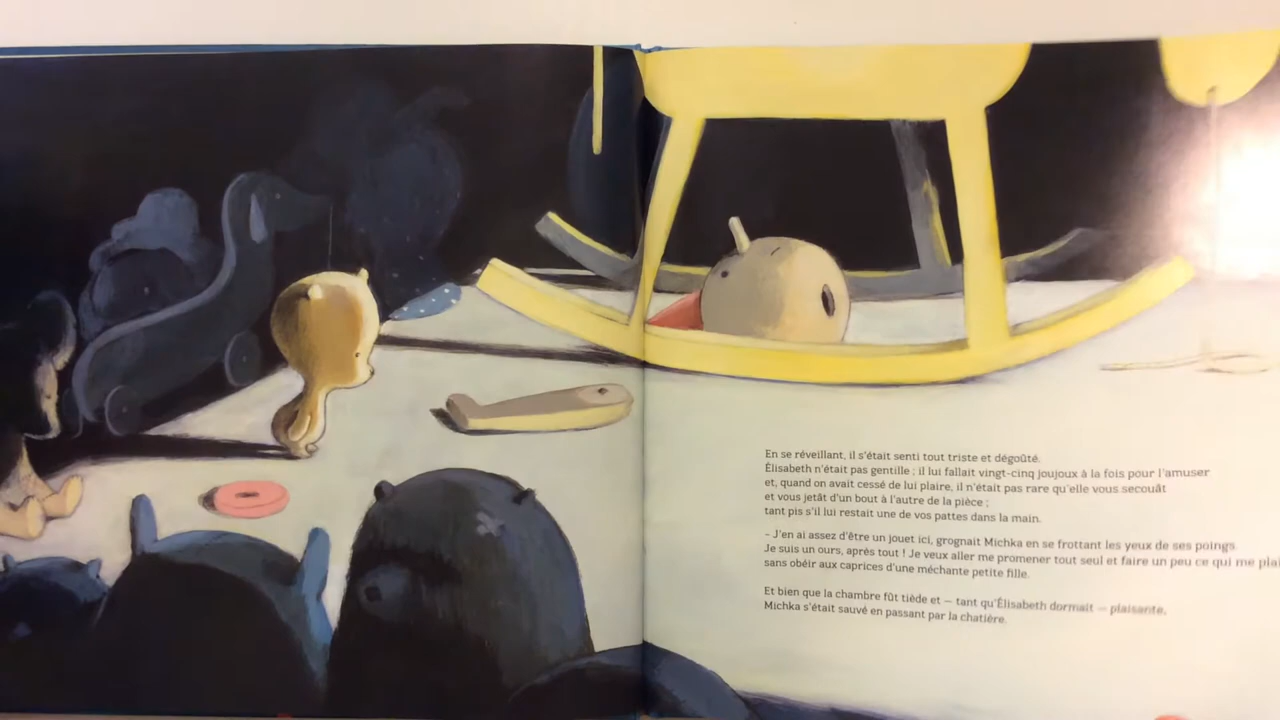 En se réveillant, il s'était senti tout triste et dégoûté.
Élisabeth n'était pas gentille ; il lui fallait vingt-cinq joujoux à la fois pour l'amuser
et, quand on avait cessé de lui plaire, il n'était pas rare qu'elle vous secouât
et vous jetât d'un bout à l'autre de la pièce ;
tant pis s'il lui restait une de vos pattes dans la main.
– J'en ai assez d'être un jouet ici, grognait Michka en se frottant les yeux de ses poings.
Je suis un ours, après tout ! Je veux aller me promener tout seul et faire un peu ce qui me
sans obéir aux caprices d'une méchante petite fille.
Et bien que la chambre fût tiède et — tant qu'Élisabeth dormait — plaisante,
Michka s'était sauvé en passant par la chatière.